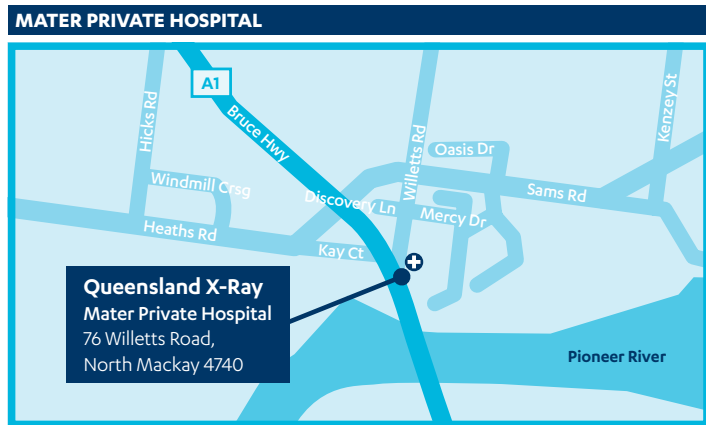 MATER PRIVATE HOSPITAL
A1
Hicks Rd
Bruce Hwy
Willetts Rd
Kenzey St
Oasis Dr
Windmill Crsg
Discovery Ln
Sams Rd
Mercy Dr
Heaths Rd
Kay Ct
Queensland X-Ray
Mater Private Hospital
76 Willetts Road,
North Mackay 4740
Pioneer River